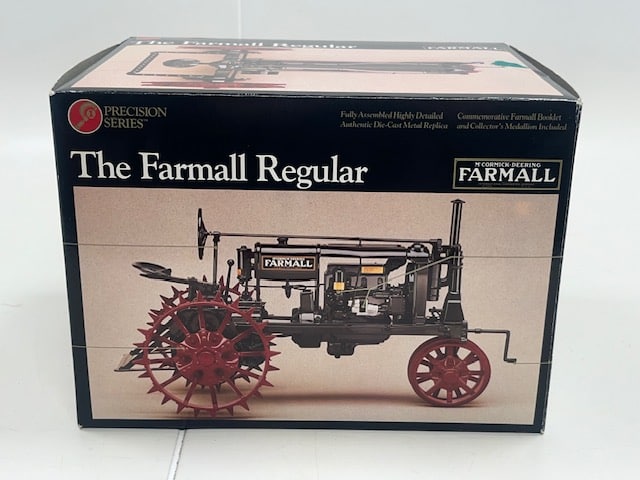 The Farmall Regular
FARMALL
PRECISION
SERIES™
Fully Assembled Highly Detailed
Authentic Die-Cast Metal Replica
Commemorative Farmall Booklet
and Collector's Medallion Included
The Farmall Regular
McCORMICK-DEERING
FARMALL
FARMALL